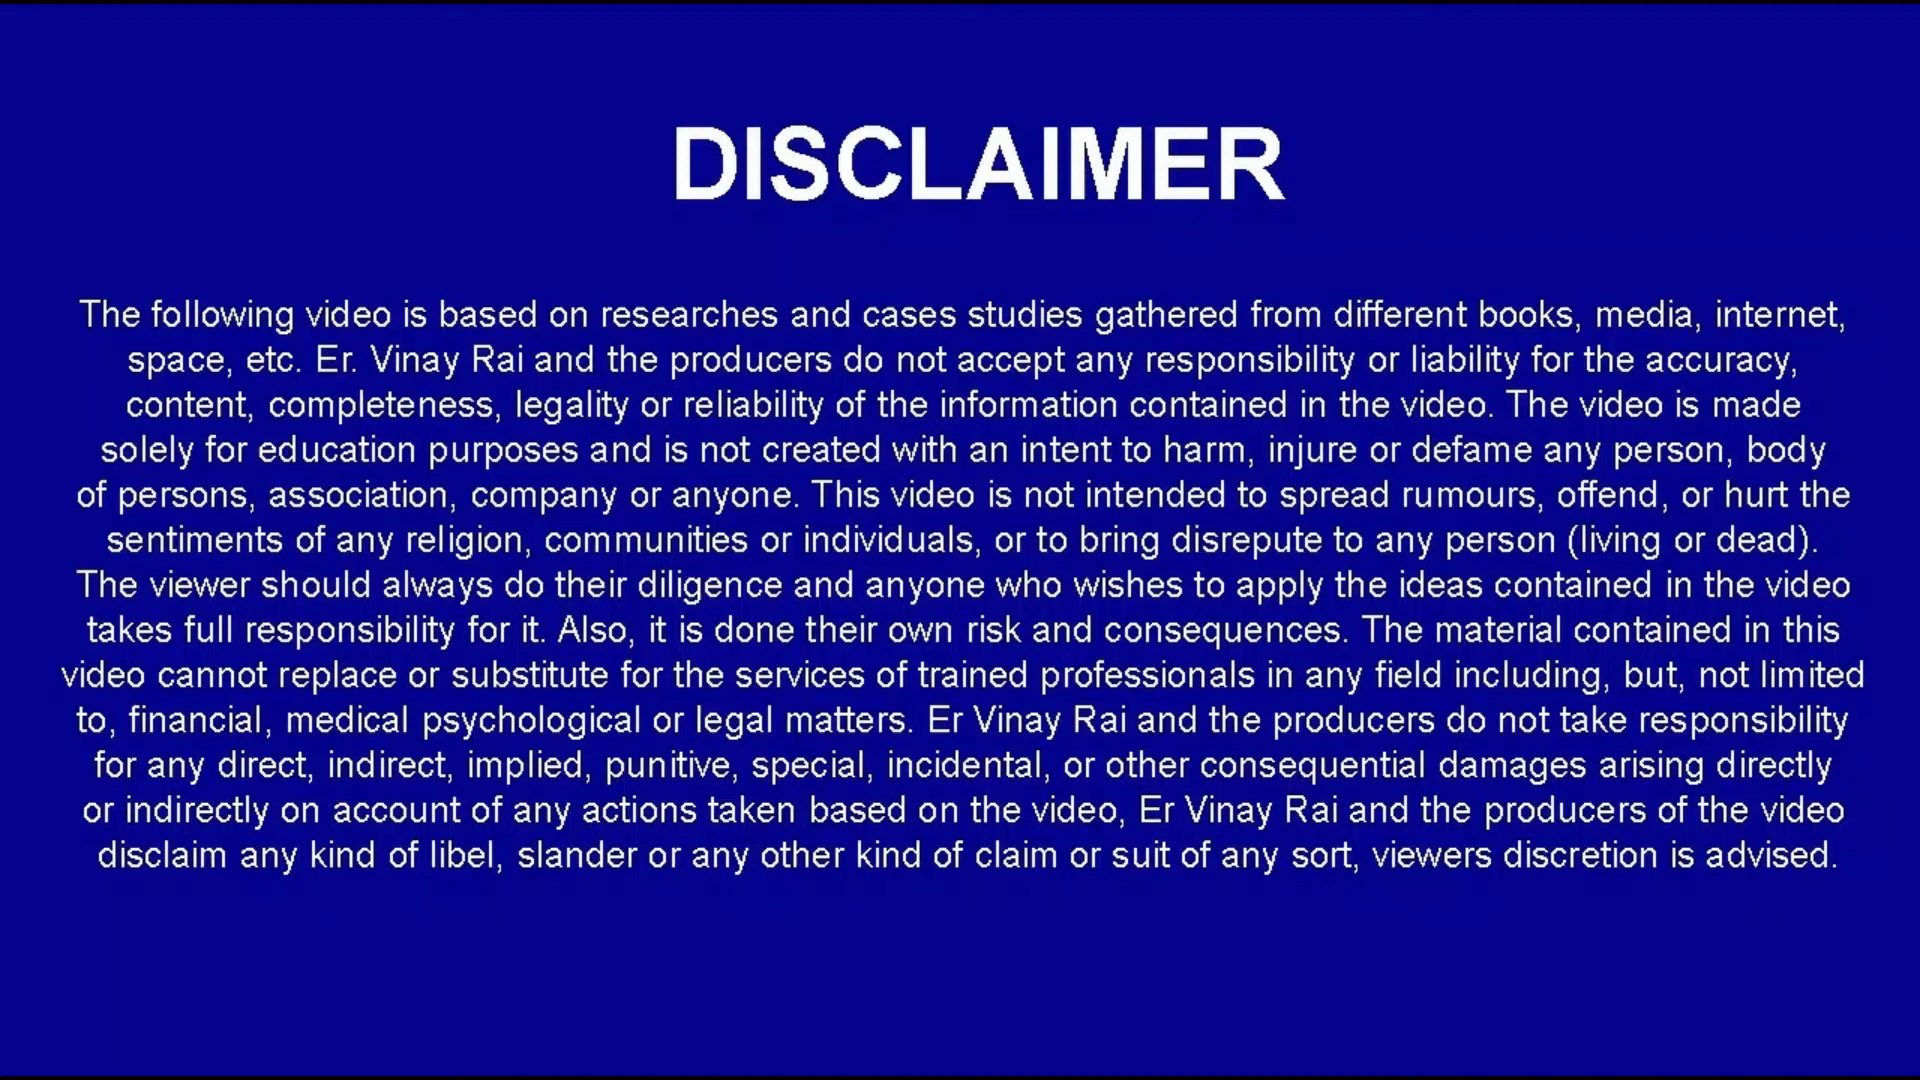 DISCLAIMER
The following video is based on researches and cases studies gathered from different books, media, internet,
space, etc. Er. Vinay Rai and the producers do not accept any responsibility or liability for the accuracy,
content, completeness, legality or reliability of the information contained in the video. The video is made
solely for education purposes and is not created with an intent to harm, injure or defame any person, body
of persons, association, company or anyone. This video is not intended to spread rumours, offend, or hurt the
sentiments of any religion, communities or individuals, or to bring disrepute to any person (living or dead).
The viewer should always do their diligence and anyone who wishes to apply the ideas contained in the video
takes full responsibility for it. Also, it is done their own risk and consequences. The material contained in this
video cannot replace or substitute for the services of trained professionals in any field including, but, not limited
to, financial, medical psychological or legal matters. Er Vinay Rai and the producers do not take responsibility
for any direct, indirect, implied, punitive, special, incidental, or other consequential damages arising directly
or indirectly on account of any actions taken based on the video, Er Vinay Rai and the producers of the video
disclaim any kind of libel, slander or any other kind of claim or suit of any sort, viewers discretion is advised.